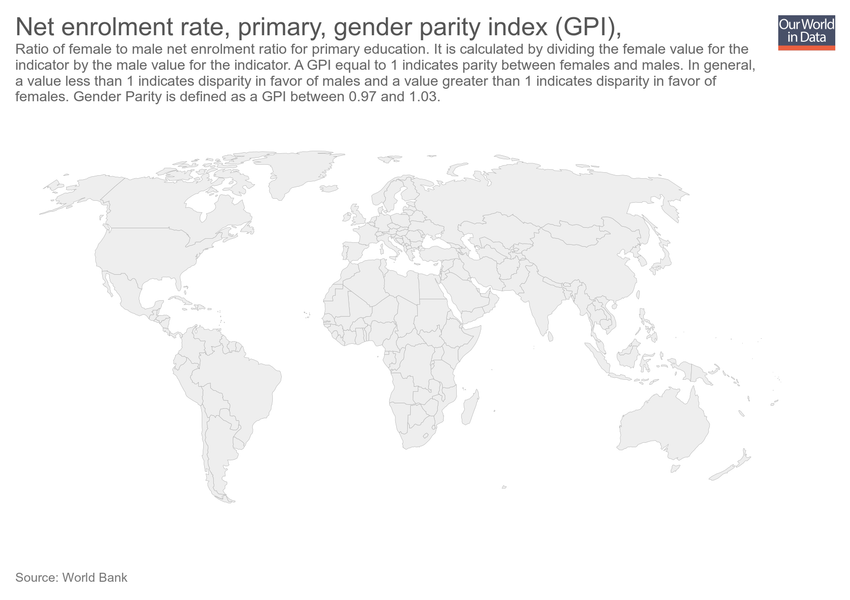 Net enrolment rate, primary, gender parity index (GPI),
Our World
in Data
Ratio of female to male net enrolment ratio for primary education. It is calculated by dividing the female value for the
indicator by the male value for the indicator. A GPI equal to 1 indicates parity between females and males. In general,
a value less than 1 indicates disparity in favor of males and a value greater than 1 indicates disparity in favor of
females. Gender Parity is defined as a GPI between 0.97 and 1.03.
Source: World Bank